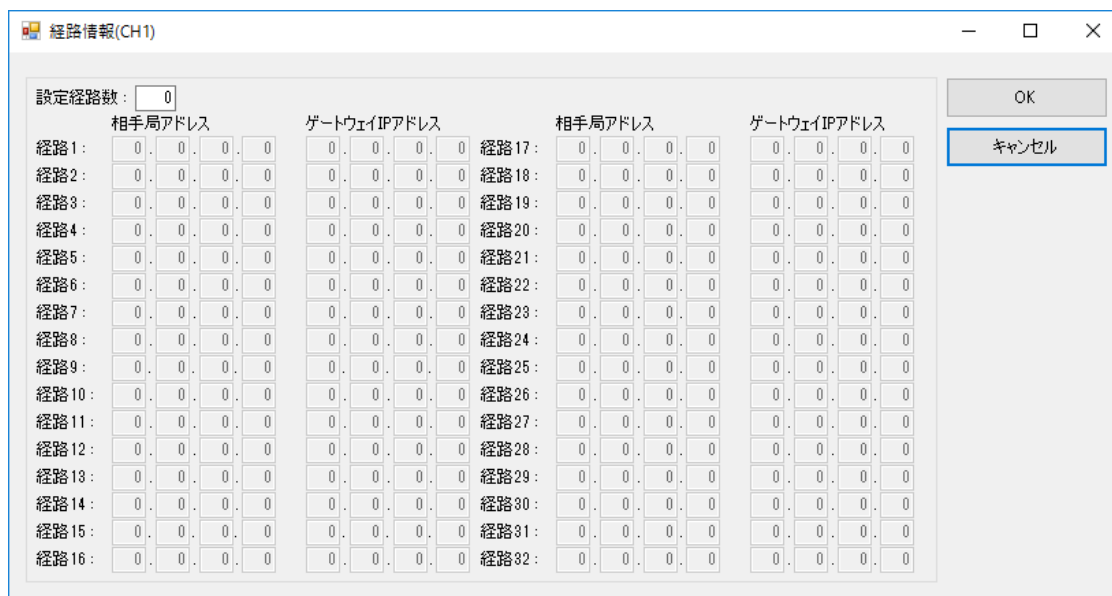 経路情報(CH1)
設定経路数： 0
OK
キャンセル
相手局アドレス ゲートウェイIPアドレス 相手局アドレス ゲートウェイIPアドレス
経路1： 0. 0. 0. 0 0. 0. 0. 0 経路17： 0. 0. 0. 0 0. 0. 0. 0
経路2： 0. 0. 0. 0 0. 0. 0. 0 経路18： 0. 0. 0. 0 0. 0. 0. 0
経路3： 0. 0. 0. 0 0. 0. 0. 0 経路19： 0. 0. 0. 0 0. 0. 0. 0
経路4： 0. 0. 0. 0 0. 0. 0. 0 経路20： 0. 0. 0. 0 0. 0. 0. 0
経路5： 0. 0. 0. 0 0. 0. 0. 0 経路21： 0. 0. 0. 0 0. 0. 0. 0
経路6： 0. 0. 0. 0 0. 0. 0. 0 経路22： 0. 0. 0. 0 0. 0. 0. 0
経路7： 0. 0. 0. 0 0. 0. 0. 0 経路23： 0. 0. 0. 0 0. 0. 0. 0
経路8： 0. 0. 0. 0 0. 0. 0. 0 経路24： 0. 0. 0. 0 0. 0. 0. 0
経路9： 0. 0. 0. 0 0. 0. 0. 0 経路25： 0. 0. 0. 0 0. 0. 0. 0
経路10： 0. 0. 0. 0 0. 0. 0. 0 経路26： 0. 0. 0. 0 0. 0. 0. 0
経路11： 0. 0. 0. 0 0. 0. 0. 0 経路27： 0. 0. 0. 0 0. 0. 0. 0
経路12： 0. 0. 0. 0 0. 0. 0. 0 経路28： 0. 0. 0. 0 0. 0. 0. 0
経路13： 0. 0. 0. 0 0. 0. 0. 0 経路29： 0. 0. 0. 0 0. 0. 0. 0
経路14： 0. 0. 0. 0 0. 0. 0. 0 経路30： 0. 0. 0. 0 0. 0. 0. 0
経路15： 0. 0. 0. 0 0. 0. 0. 0 経路31： 0. 0. 0. 0 0. 0. 0. 0
経路16： 0. 0. 0. 0 0. 0. 0. 0 経路32： 0. 0. 0. 0 0. 0. 0. 0